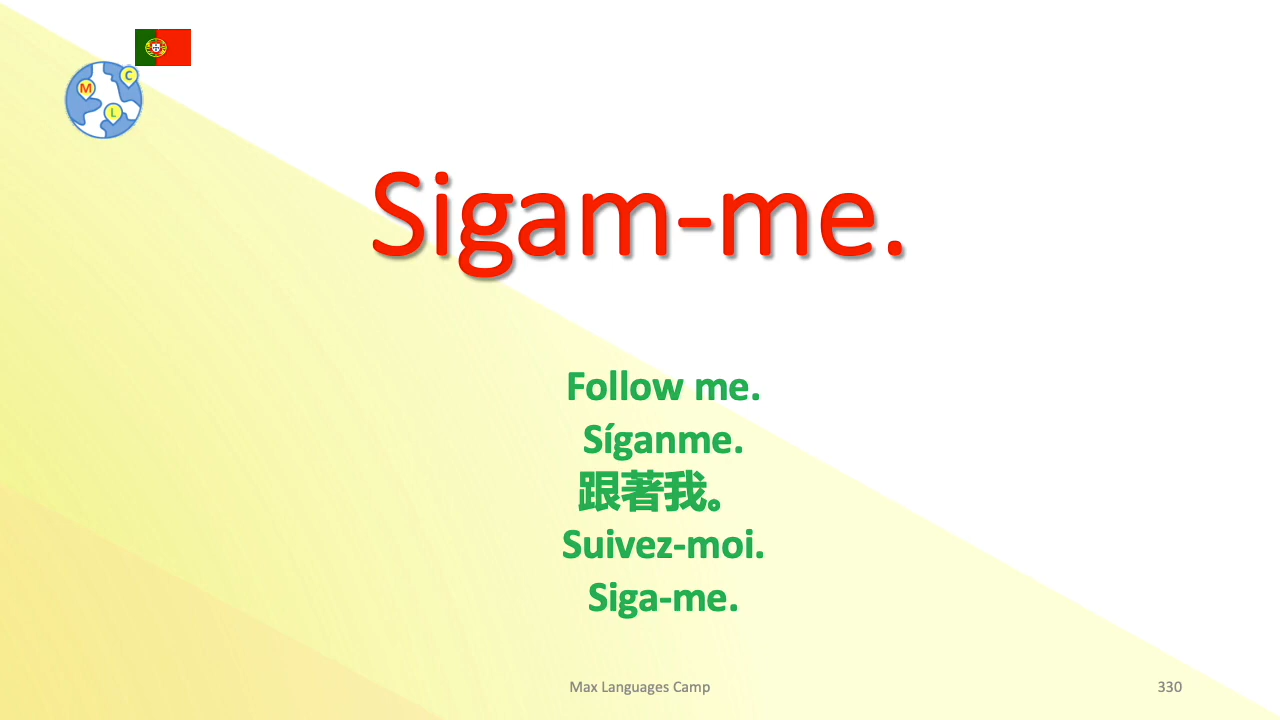 C
M
L
Sigam-me.
Follow me.
Síganme.
跟著我。
Suivez-moi.
Siga-me.
Max Languages Camp
330